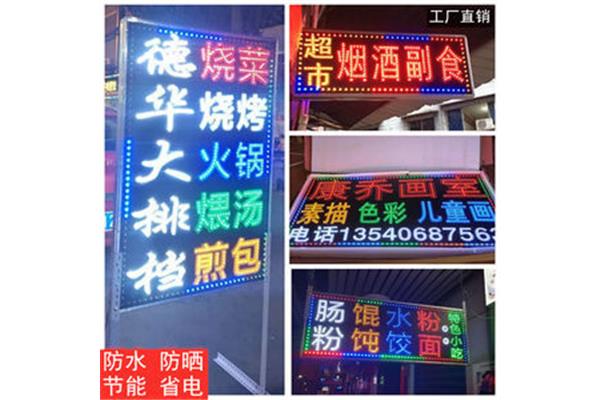 德华大排档
烧菜
烧烤
火锅
煨汤
煎包
防水 防晒
节能 省电
工厂直销
超市
烟酒副食
康养画室
素描 色彩 儿童画
电话13540687563
肠粉
馄饨
水饺
粉面
特色小吃